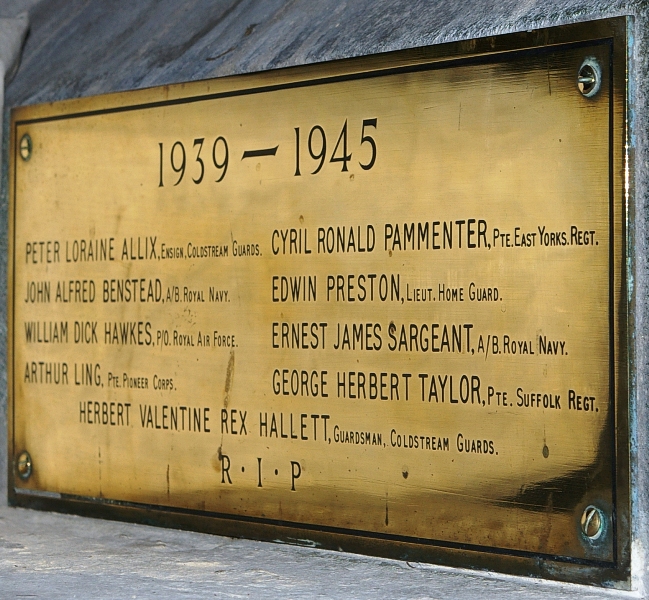 1939 – 1945
PETER LORAINE ALLIX, ENSIGN, COLDSTREAM GUARDS.
JOHN ALFRED BENSTEAD, A/B. ROYAL NAVY.
WILLIAM DICK HAWKES, P/O. ROYAL AIR FORCE.
ARTHUR LING, PTE. PIONEER CORPS.
CYRIL RONALD PAMMENTER, PTE. EAST YORKS. REGT.
EDWIN PRESTON, LIEUT. HOME GUARD.
ERNEST JAMES SARGEANT, A/B. ROYAL NAVY.
GEORGE HERBERT TAYLOR, PTE. SUFFOLK REGT.
HERBERT VALENTINE REX HALLETT, GUARDSMAN, COLDSTREAM GUARDS.
R · I · P